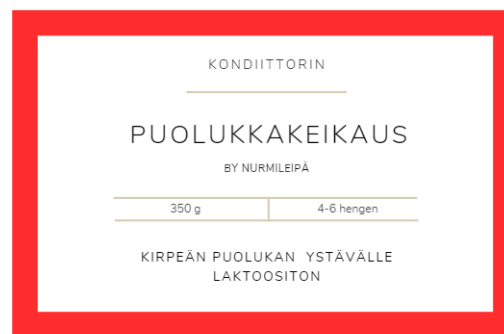 KONDIITTORIN
PUOLUKKAKEIKAUS
BY NURMILEIPÄ
350 g 4-6 hengen
KIRPEÄN PUOLUKAN YSTÄVÄLLE
LAKTOOSITON